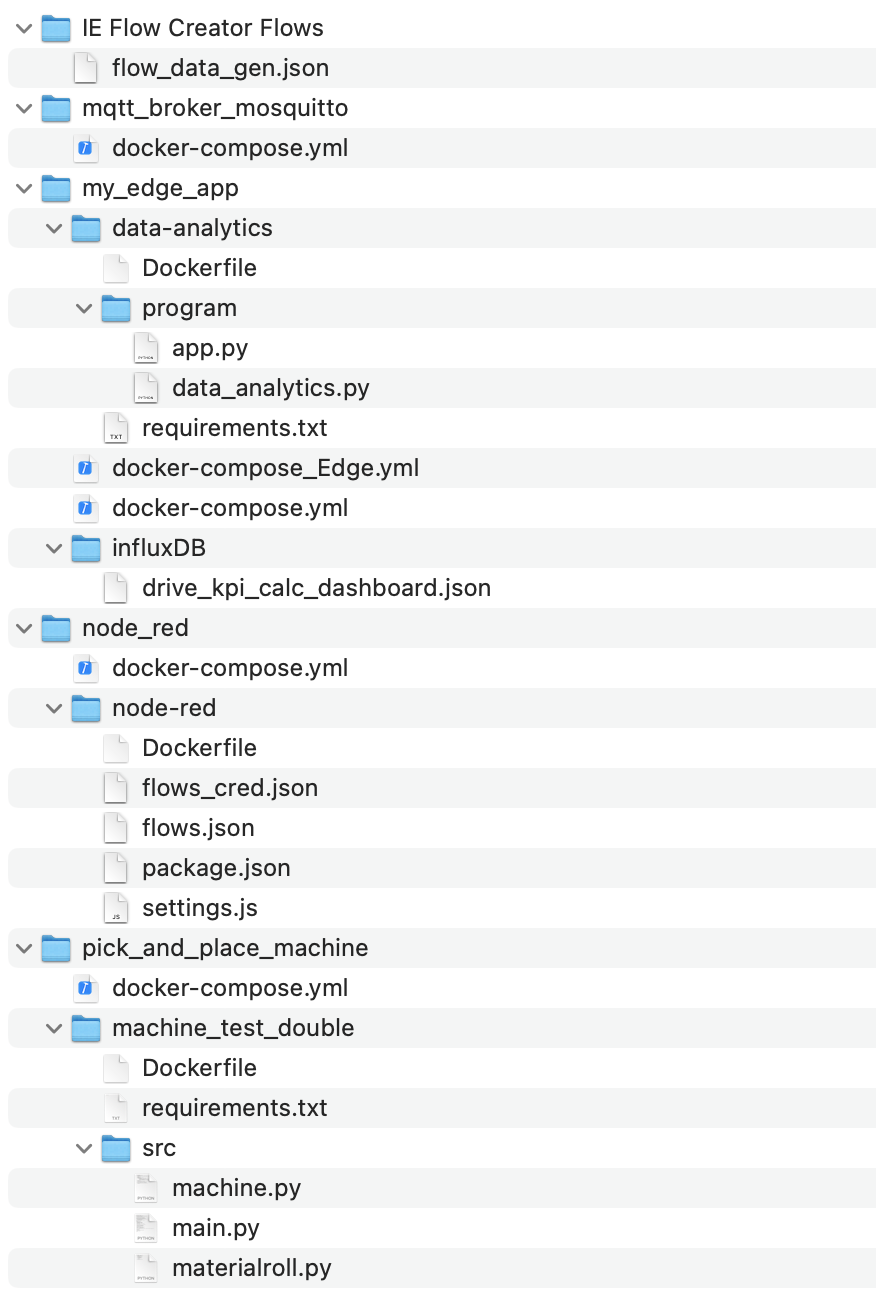 IE Flow Creator Flows
flow_data_gen.json
mqtt_broker_mosquitto
docker-compose.yml
my_edge_app
data-analytics
Dockerfile
program
app.py
data_analytics.py
requirements.txt
docker-compose_Edge.yml
docker-compose.yml
influxDB
drive_kpi_calc_dashboard.json
node_red
docker-compose.yml
node-red
Dockerfile
flows_cred.json
flows.json
package.json
settings.js
pick_and_place_machine
docker-compose.yml
machine_test_double
Dockerfile
requirements.txt
src
machine.py
main.py
materialroll.py